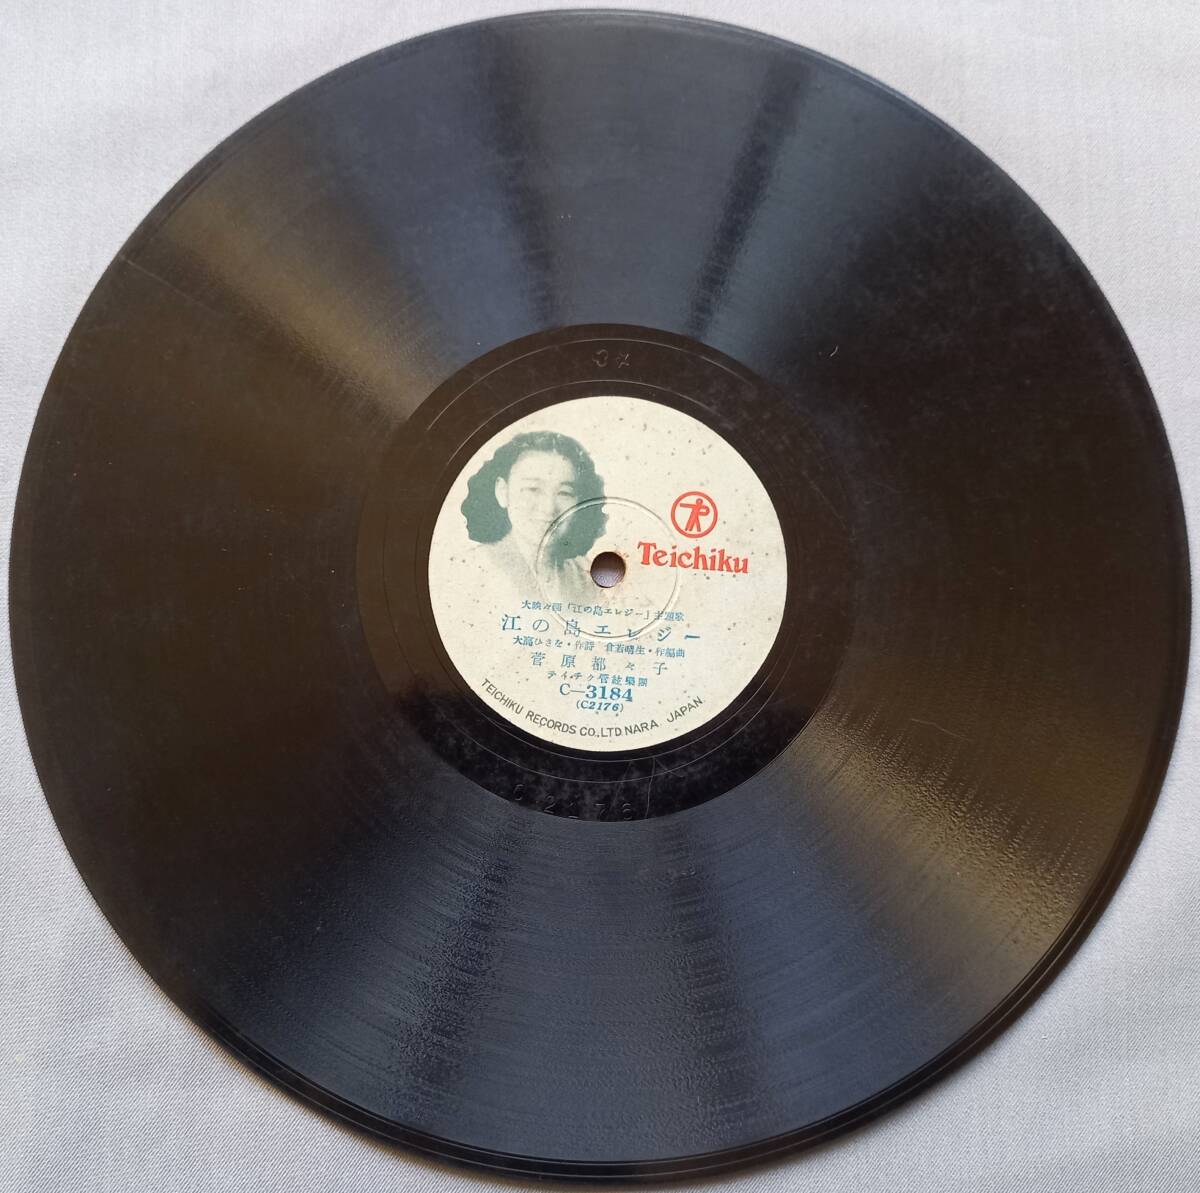 Teichiku
大映々画「江の島エレジー」主題歌
江の島エレジー
大高ひさを・作詩 倉若晴生・作編曲
菅原都々子
テイチク管絃樂團
C—3184
(C2176)
TEICHIKU RECORDS CO.,LTD. NARA JAPAN
C2176